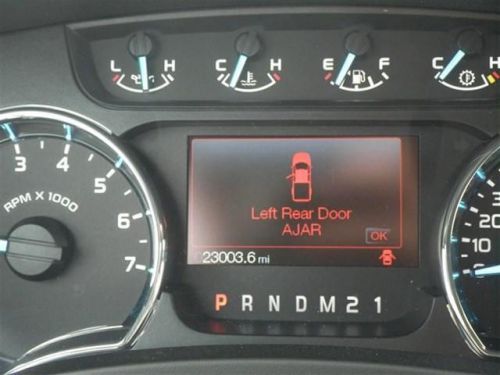 L H C H E F C H
3 4 5 6 7 7
RPM X 1000
Left Rear Door
AJAR
OK
23003.6 mi
P R N D M 2 1
30
20
10